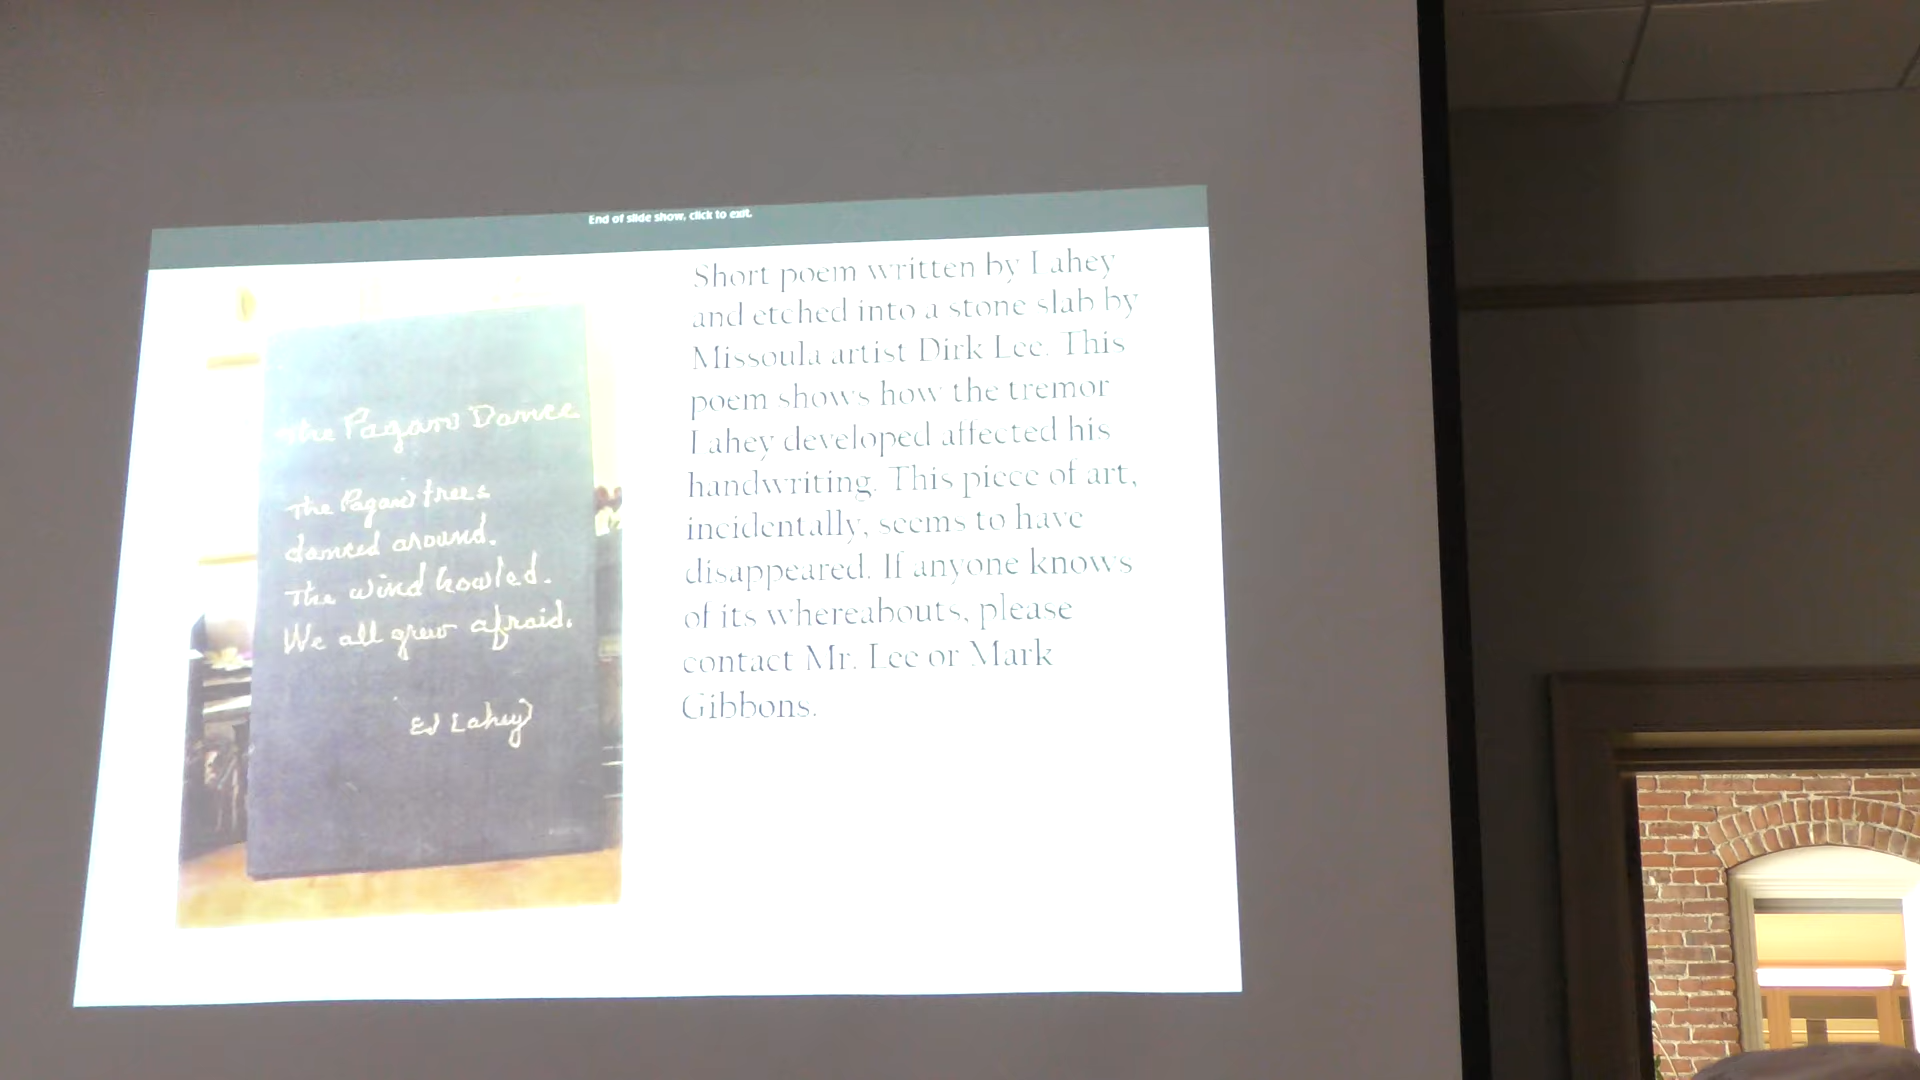 End of slide show, click to exit.
The Pagan Dance
The Pagan trees
danced around.
The wind howled.
We all grew afraid.
Ed Lahey
Short poem written by Lahey
and etched into a stone slab by
Missoula artist Dirk Lee. This
poem shows how the tremor
Lahey developed affected his
handwriting. This piece of art,
incidentally, seems to have
disappeared. If anyone knows
of its whereabouts, please
contact Mr. Lee or Mark
Gibbons.